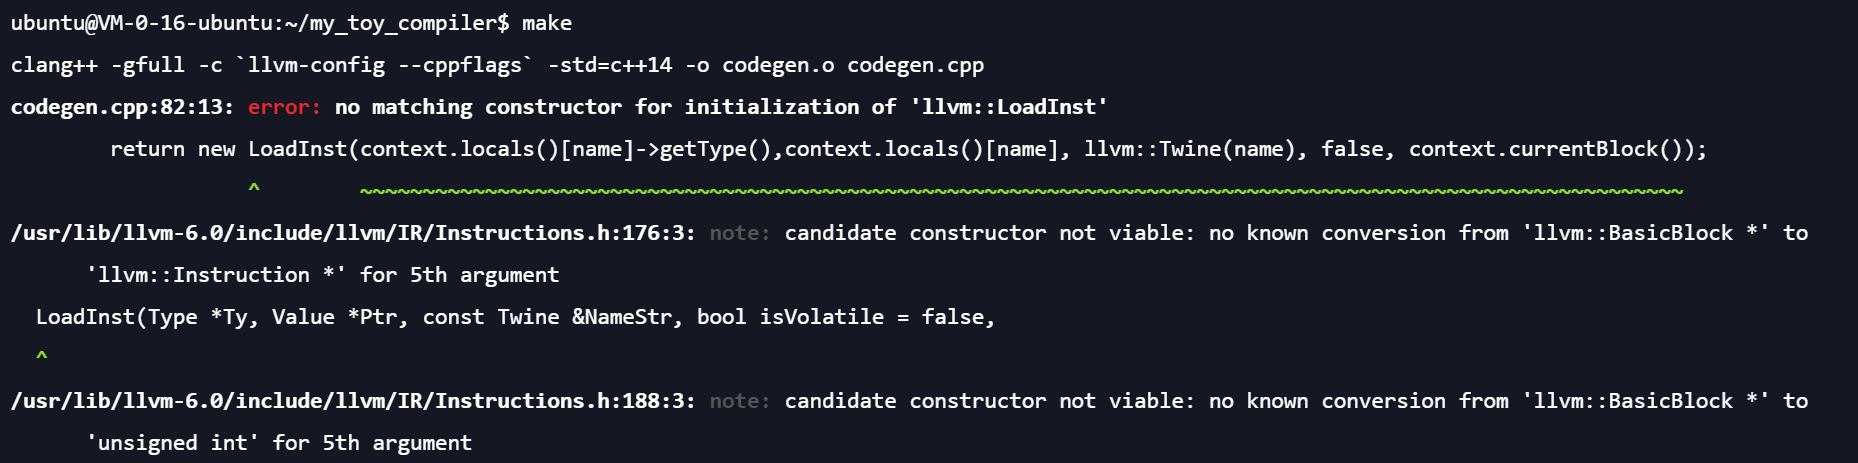 ubuntu@VM-0-16-ubuntu:~/my_toy_compiler$ make
clang++ -gfull -c `llvm-config --cppflags` -std=c++14 -o codegen.o codegen.cpp
codegen.cpp:82:13: error: no matching constructor for initialization of 'llvm::LoadInst'
        return new LoadInst(context.locals()[name]->getType(),context.locals()[name], llvm::Twine(name), false, context.currentBlock());
                   ^        ~~~~~~~~~~~~~~~~~~~~~~~~~~~~~~~~~~~~~~~~~~~~~~~~~~~~~~~~~~~~~~~~~~~~~~~~~~~~~~~~~~~~~~~~~~~~~~~~~~~~~~~~~~
/usr/lib/llvm-6.0/include/llvm/IR/Instructions.h:176:3: note: candidate constructor not viable: no known conversion from 'llvm::BasicBlock *' to
      'llvm::Instruction *' for 5th argument
  LoadInst(Type *Ty, Value *Ptr, const Twine &NameStr, bool isVolatile = false,
  ^
/usr/lib/llvm-6.0/include/llvm/IR/Instructions.h:188:3: note: candidate constructor not viable: no known conversion from 'llvm::BasicBlock *' to
      'unsigned int' for 5th argument